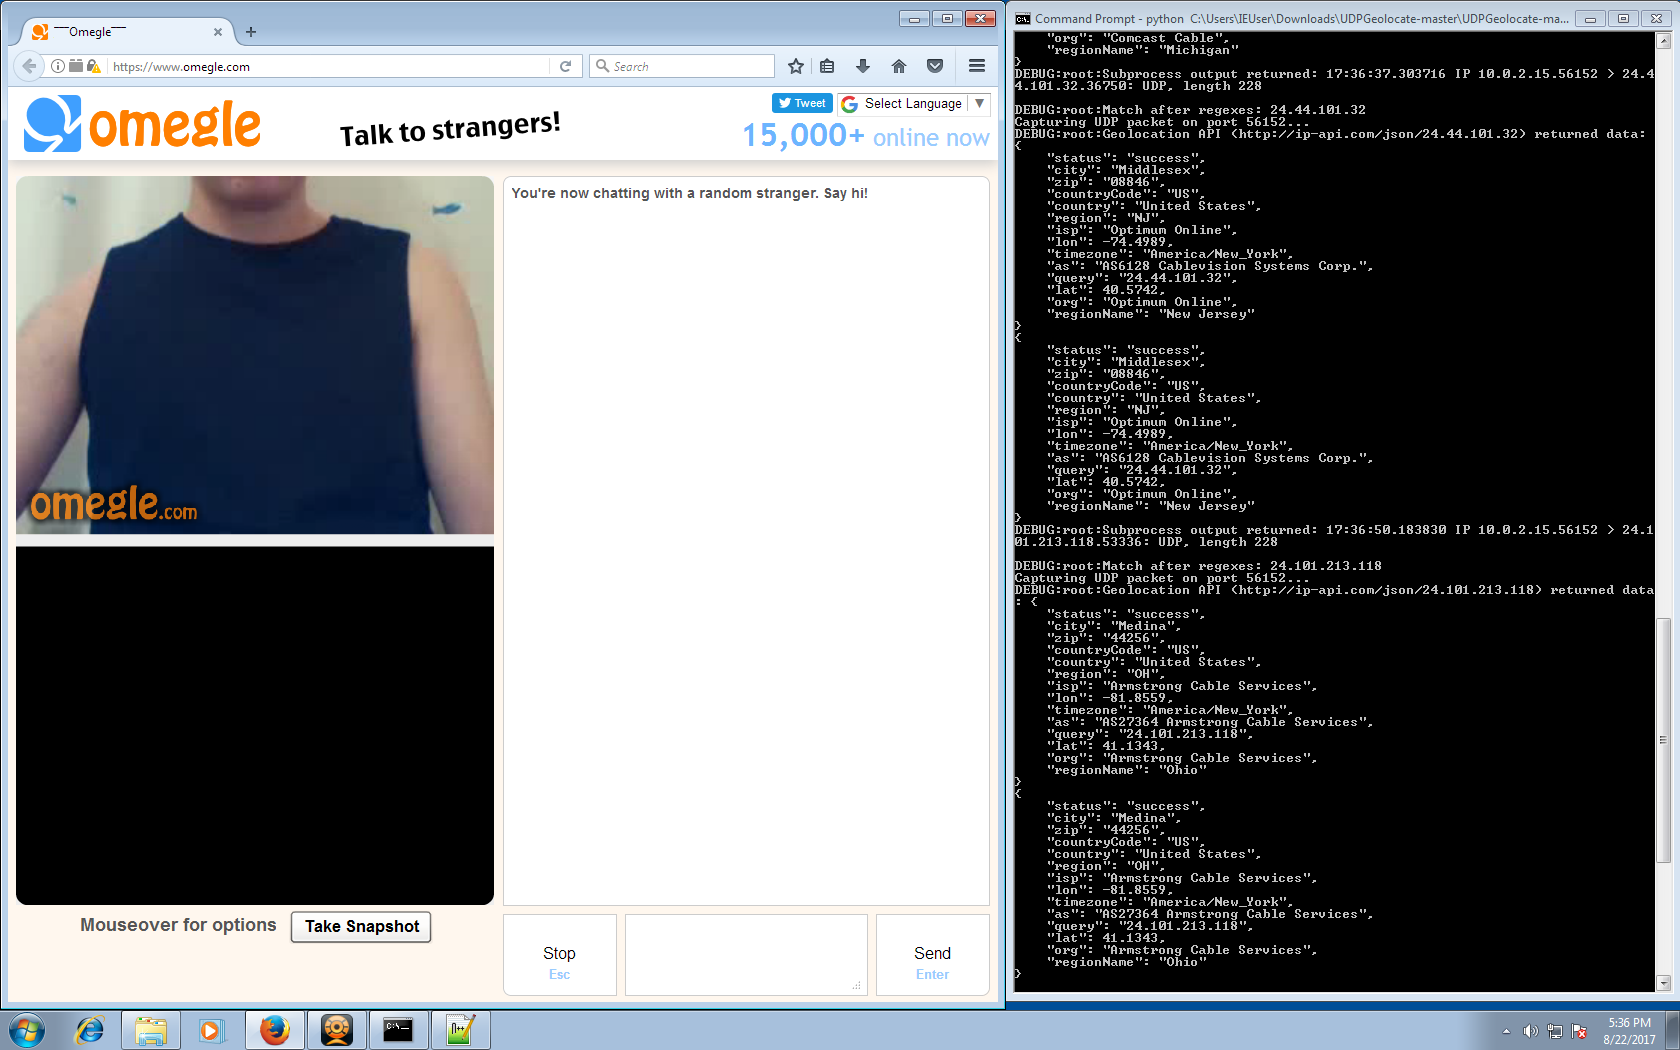 Omegle
https://www.omegle.com
Search
omegle
Talk to strangers!
Tweet
Select Language
15,000+ online now
omegle.com
You're now chatting with a random stranger. Say hi!
Mouseover for options
Take Snapshot
Stop
Esc
Send
Enter
Command Prompt - python C:\Users\IEUser\Downloads\UDPGeolocate-master\UDPGeolocate-ma...
"org": "Comcast Cable",
"regionName": "Michigan"
}
DEBUG:root:Subprocess output returned: 17:36:37.303716 IP 10.0.2.15.56152 > 24.4
4.101.32.36750: UDP, length 228
DEBUG:root:Match after regexes: 24.44.101.32
Capturing UDP packet on port 56152...
DEBUG:root:Geolocation API (http://ip-api.com/json/24.44.101.32) returned data:
{
"status": "success",
"city": "Middlesex",
"zip": "08846",
"countryCode": "US",
"country": "United States",
"region": "NJ",
"isp": "Optimum Online",
"lon": -74.4989,
"timezone": "America/New_York",
"as": "AS6128 Cablevision Systems Corp.",
"query": "24.44.101.32",
"lat": 40.5742,
"org": "Optimum Online",
"regionName": "New Jersey"
}
{
"status": "success",
"city": "Middlesex",
"zip": "08846",
"countryCode": "US",
"country": "United States",
"region": "NJ",
"isp": "Optimum Online",
"lon": -74.4989,
"timezone": "America/New_York",
"as": "AS6128 Cablevision Systems Corp.",
"query": "24.44.101.32",
"lat": 40.5742,
"org": "Optimum Online",
"regionName": "New Jersey"
}
DEBUG:root:Subprocess output returned: 17:36:50.183830 IP 10.0.2.15.56152 > 24.1
01.213.118.53336: UDP, length 228
DEBUG:root:Match after regexes: 24.101.213.118
Capturing UDP packet on port 56152...
DEBUG:root:Geolocation API (http://ip-api.com/json/24.101.213.118) returned data
: {
"status": "success",
"city": "Medina",
"zip": "44256",
"countryCode": "US",
"country": "United States",
"region": "OH",
"isp": "Armstrong Cable Services",
"lon": -81.8559,
"timezone": "America/New_York",
"as": "AS27364 Armstrong Cable Services",
"query": "24.101.213.118",
"lat": 41.1343,
"org": "Armstrong Cable Services",
"regionName": "Ohio"
}
{
"status": "success",
"city": "Medina",
"zip": "44256",
"countryCode": "US",
"country": "United States",
"region": "OH",
"isp": "Armstrong Cable Services",
"lon": -81.8559,
"timezone": "America/New_York",
"as": "AS27364 Armstrong Cable Services",
"query": "24.101.213.118",
"lat": 41.1343,
"org": "Armstrong Cable Services",
"regionName": "Ohio"
}
5:36 PM
8/22/2017